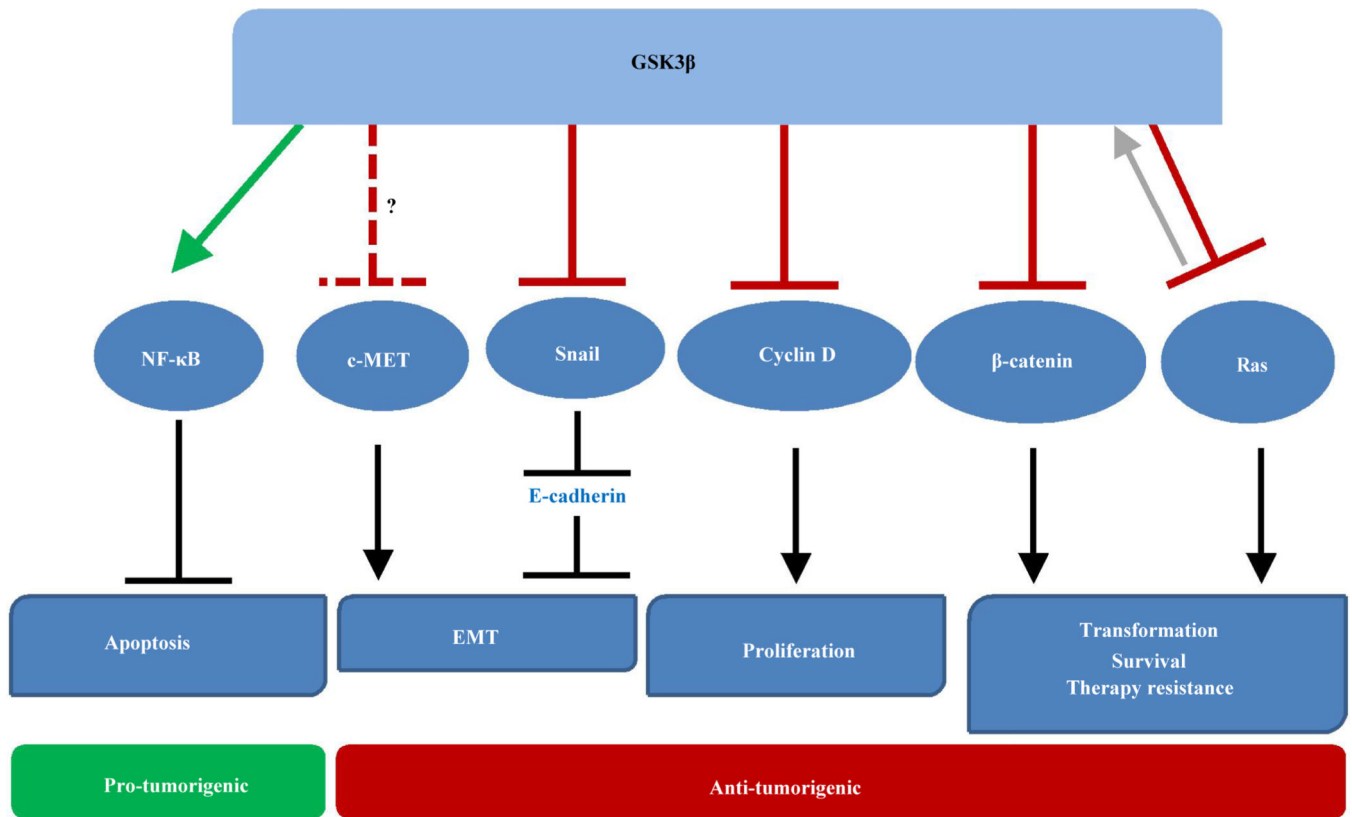 GSK3β
?
NF-κB
c-MET
Snail
Cyclin D
β-catenin
Ras
E-cadherin
Apoptosis
EMT
Proliferation
Transformation
Survival
Therapy resistance
Pro-tumorigenic
Anti-tumorigenic